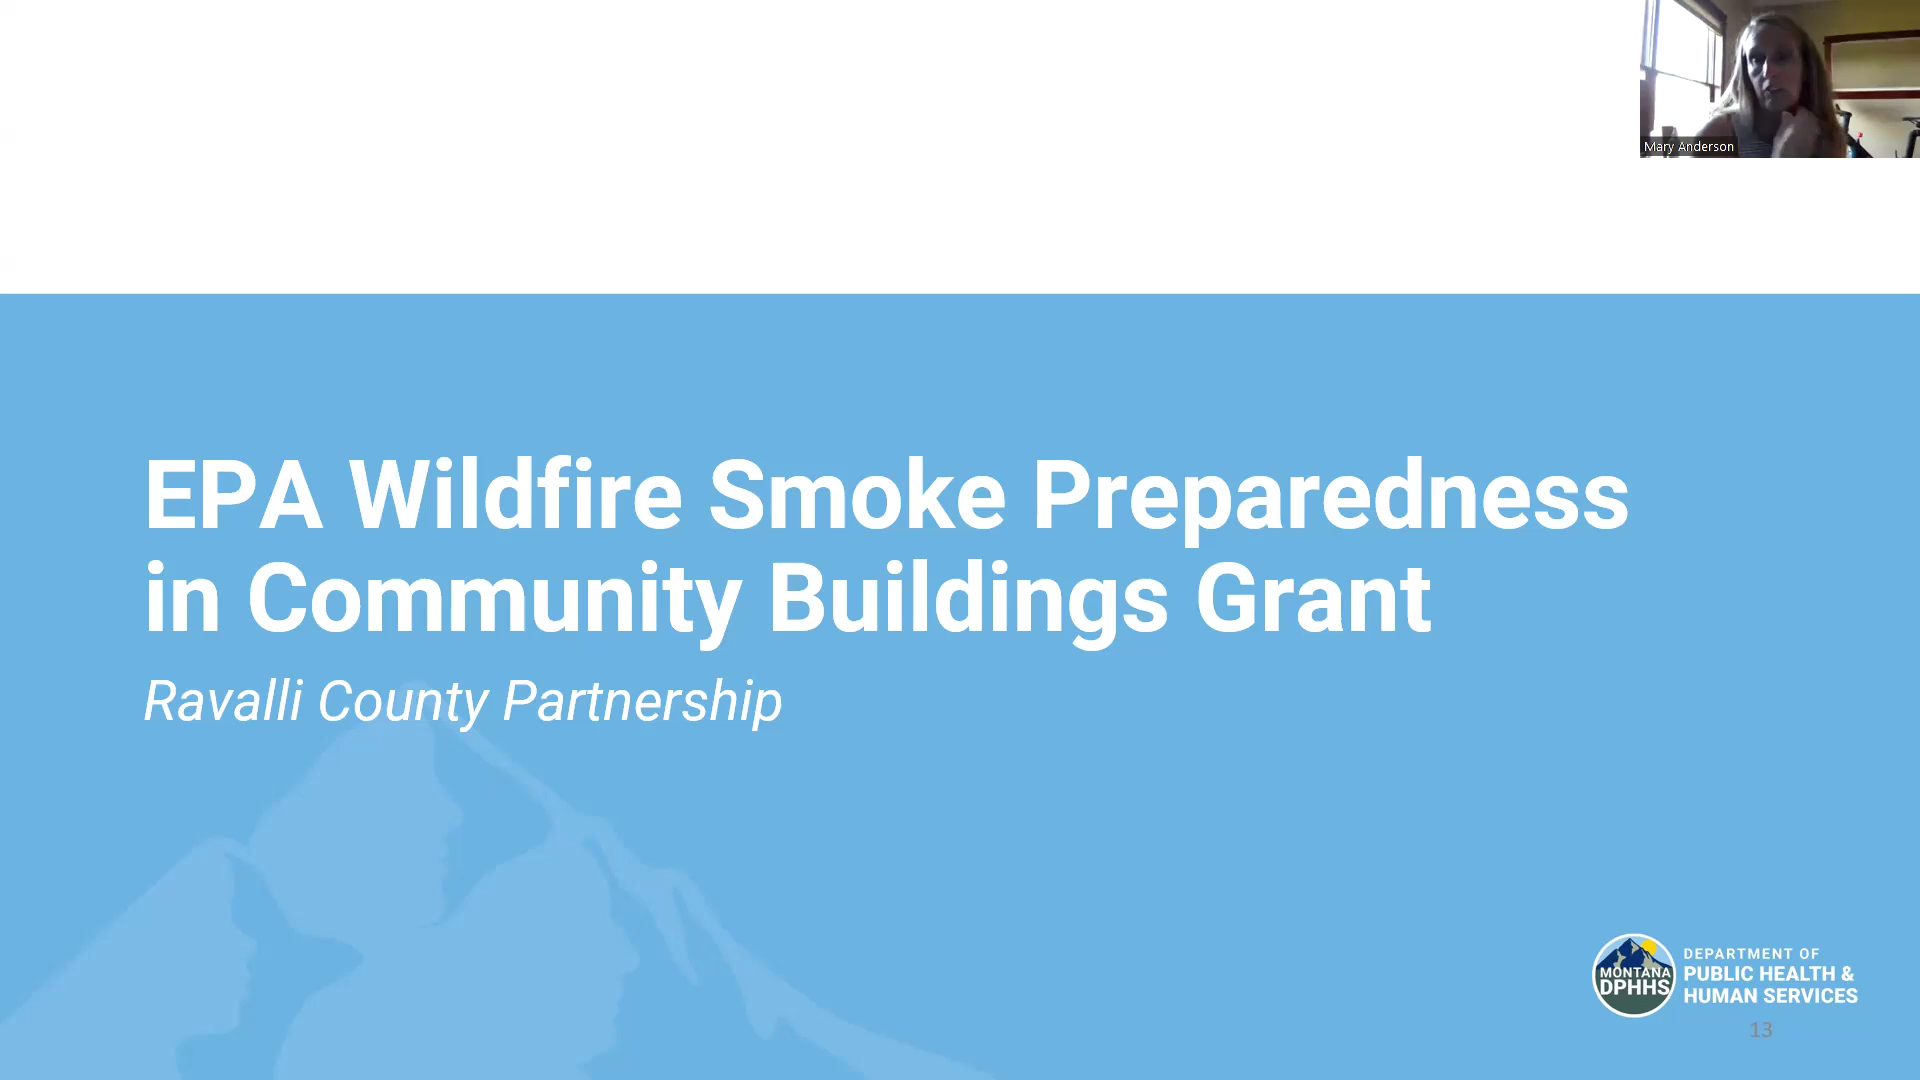 Mary Anderson
EPA Wildfire Smoke Preparedness
in Community Buildings Grant
Ravalli County Partnership
MONTANA
DPHHS
DEPARTMENT OF
PUBLIC HEALTH &
HUMAN SERVICES
13